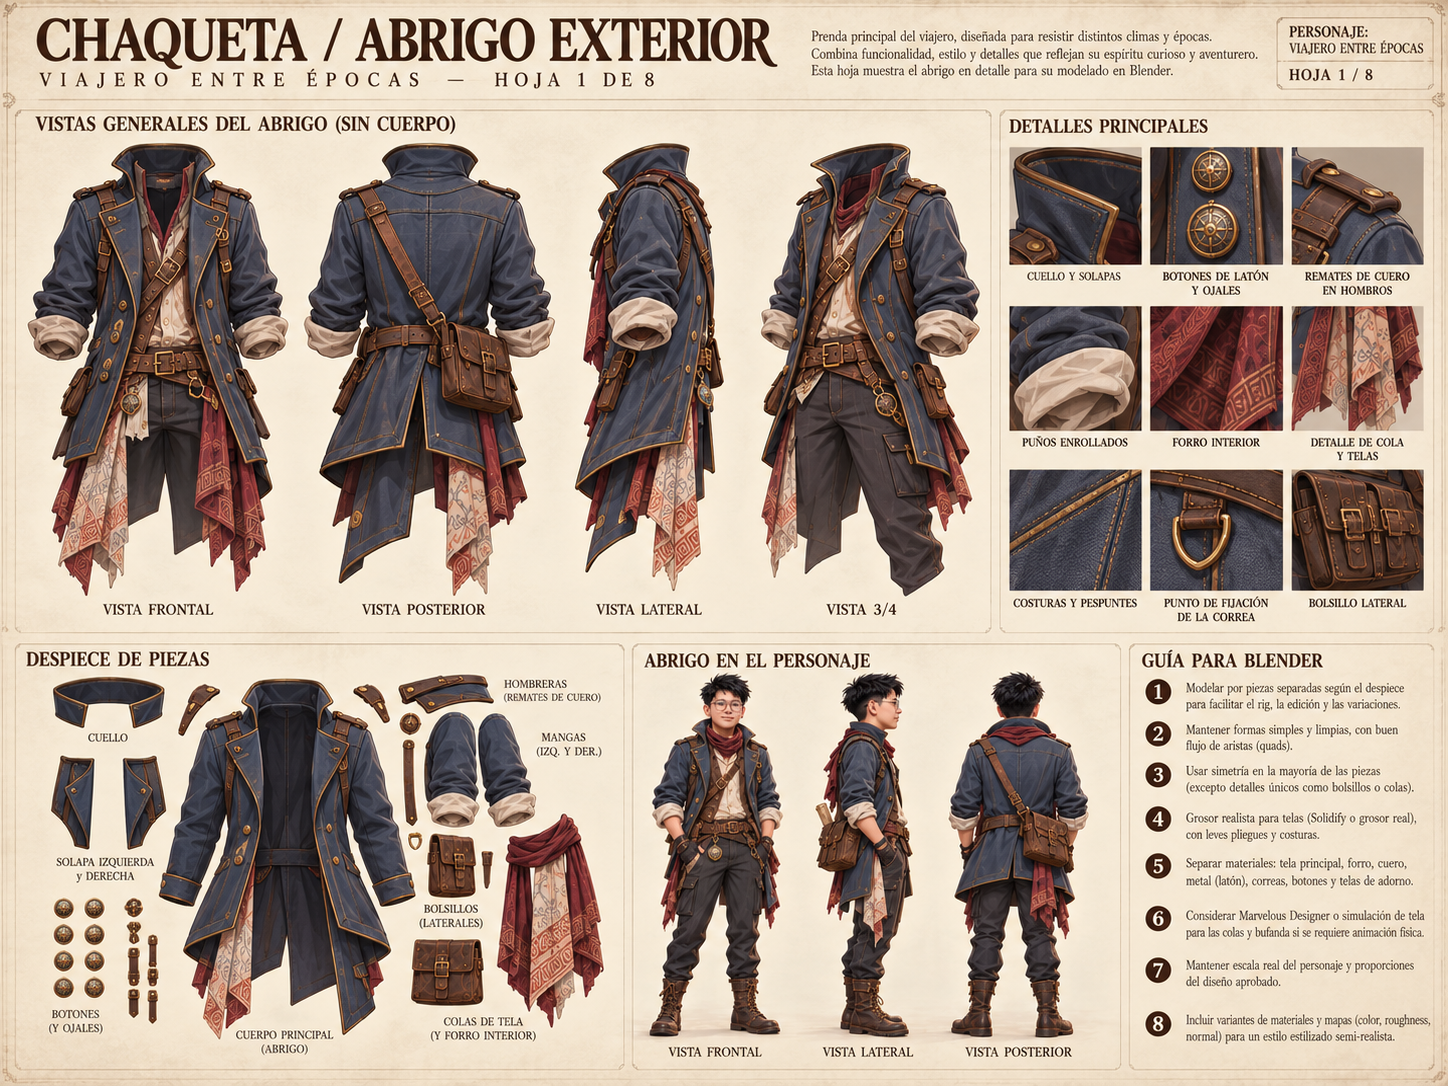 CHAQUETA / ABRIGO EXTERIOR
VIAJERO ENTRE ÉPOCAS — HOJA 1 DE 8
Prenda principal del viajero, diseñada para resistir distintos climas y épocas.
Combina funcionalidad, estilo y detalles que reflejan su espíritu curioso y aventurero.
Esta hoja muestra el abrigo en detalle para su modelado en Blender.
PERSONAJE:
VIAJERO ENTRE ÉPOCAS
HOJA 1 / 8
VISTAS GENERALES DEL ABRIGO (SIN CUERPO)
VISTA FRONTAL
VISTA POSTERIOR
VISTA LATERAL
VISTA 3/4
DETALLES PRINCIPALES
CUELLO Y SOLAPAS
BOTONES DE LATÓN
Y OJALES
REMATES DE CUERO
EN HOMBROS
PUÑOS ENROLLADOS
FORRO INTERIOR
DETALLE DE COLA
Y TELAS
COSTURAS Y PESPUNTES
PUNTO DE FIJACIÓN
DE LA CORREA
BOLSILLO LATERAL
DESPIECE DE PIEZAS
CUELLO
HOMBRERAS
(REMATES DE CUERO)
MANGAS
(IZQ. Y DER.)
SOLAPA IZQUIERDA
y DERECHA
BOLSILLOS
(LATERALES)
BOTONES
(Y OJALES)
CUERPO PRINCIPAL
(ABRIGO)
COLAS DE TELA
(Y FORRO INTERIOR)
ABRIGO EN EL PERSONAJE
VISTA FRONTAL
VISTA LATERAL
VISTA POSTERIOR
GUÍA PARA BLENDER
1 Modelar por piezas separadas según el despiece
para facilitar el rig, la edición y las variaciones.
2 Mantener formas simples y limpias, con buen
flujo de aristas (quads).
3 Usar simetría en la mayoría de las piezas
(excepto detalles únicos como bolsillos o colas).
4 Grosor realista para telas (Solidify o grosor real),
con leves pliegues y costuras.
5 Separar materiales: tela principal, forro, cuero,
metal (latón), correas, botones y telas de adorno.
6 Considerar Marvelous Designer o simulación de tela
para las colas y bufanda si se requiere animación física.
7 Mantener escala real del personaje y proporciones
del diseño aprobado.
8 Incluir variantes de materiales y mapas (color, roughness,
normal) para un estilo estilizado semi-realista.